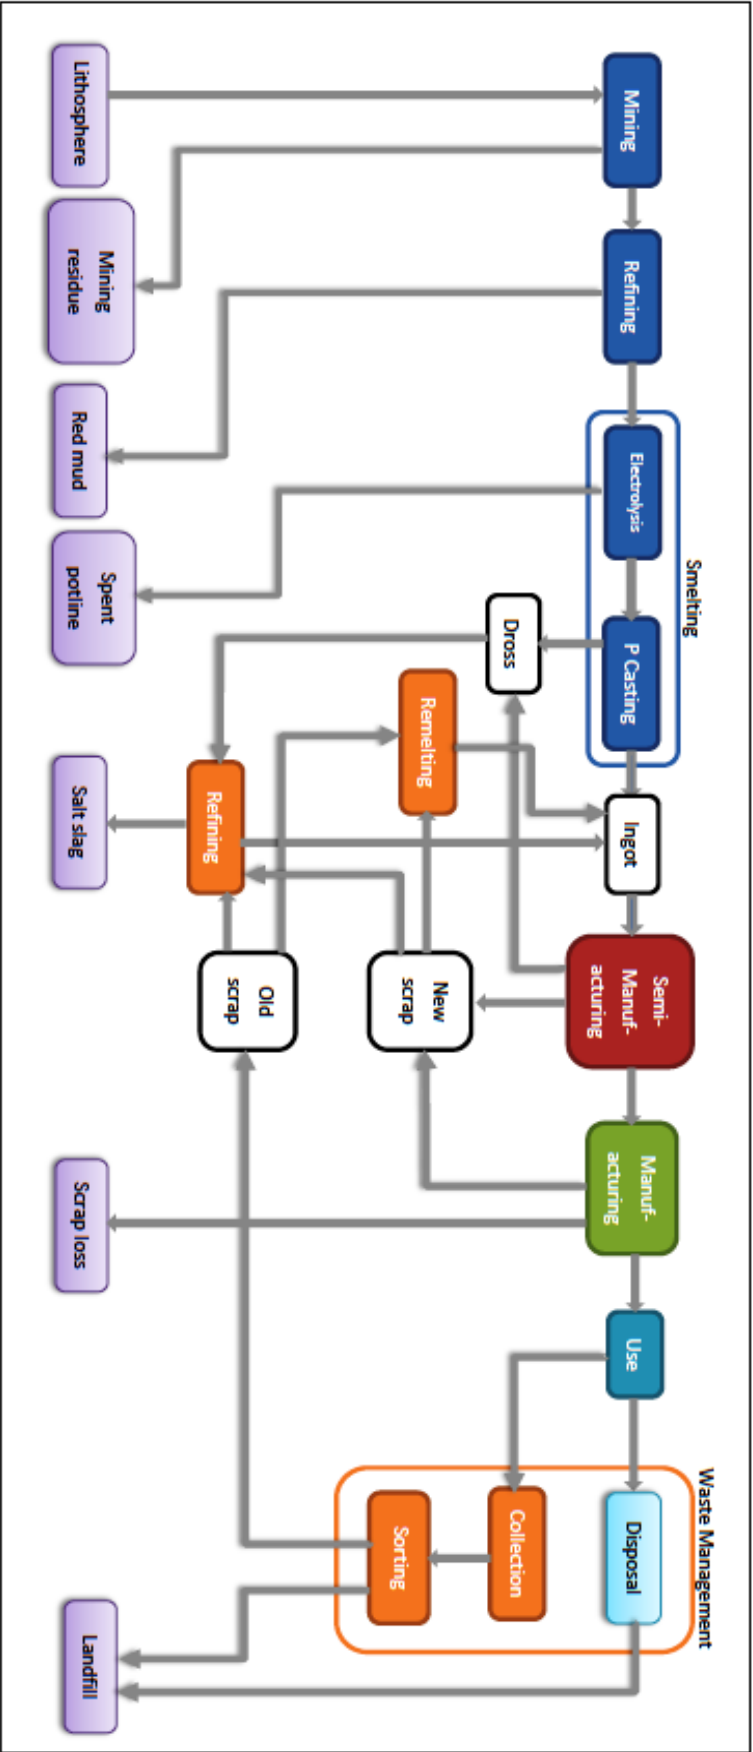 Smelting
Waste Management
Mining
Refining
Electrolysis
P Casting
Ingot
Semi-
Manuf-
acturing
Manuf-
acturing
Use
Disposal
Dross
Collection
Remelting
New
scrap
Sorting
Refining
Old
scrap
Lithosphere
Mining
residue
Red mud
Spent
potline
Salt slag
Scrap loss
Landfill